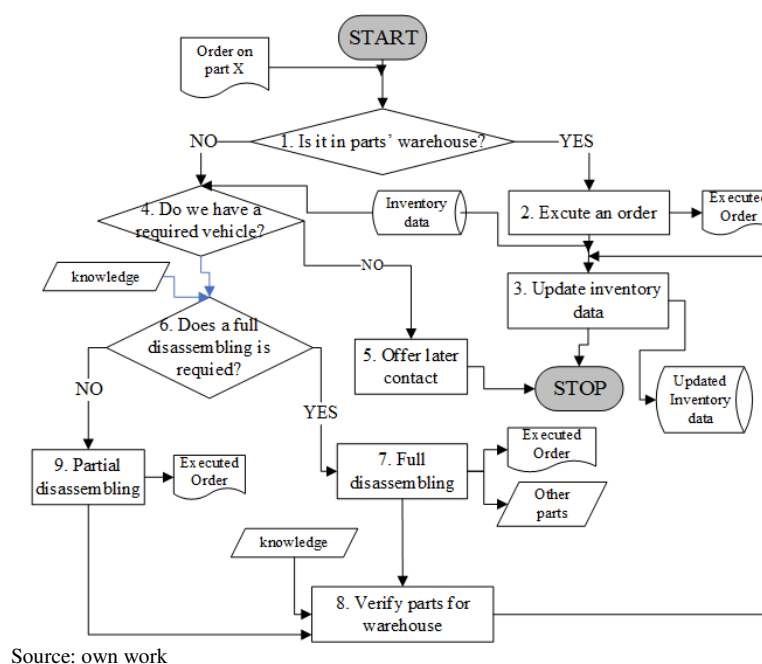 START
Order on
part X
1. Is it in parts' warehouse?
NO
YES
4. Do we have a
required vehicle?
Inventory
data
2. Excute an order
Executed
Order
knowledge
NO
3. Update inventory
data
6. Does a full
disassembling is
requied?
5. Offer later
contact
STOP
Updated
Inventory
data
NO
YES
9. Partial
disassembling
Executed
Order
7. Full
disassembling
Executed
Order
Other
parts
knowledge
8. Verify parts for
warehouse
Source: own work